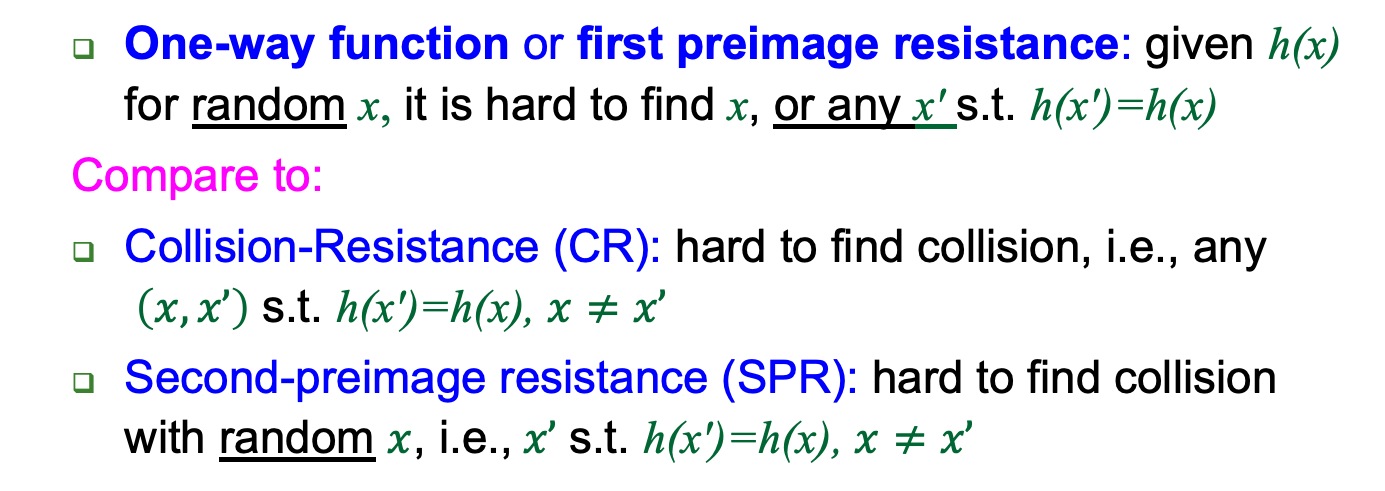 ❑ One-way function or first preimage resistance: given h(x)
for random x, it is hard to find x, or any x' s.t. h(x')=h(x)
Compare to:
❑ Collision-Resistance (CR): hard to find collision, i.e., any
(x, x’) s.t. h(x')=h(x), x ≠ x’
❑ Second-preimage resistance (SPR): hard to find collision
with random x, i.e., x’ s.t. h(x')=h(x), x ≠ x’